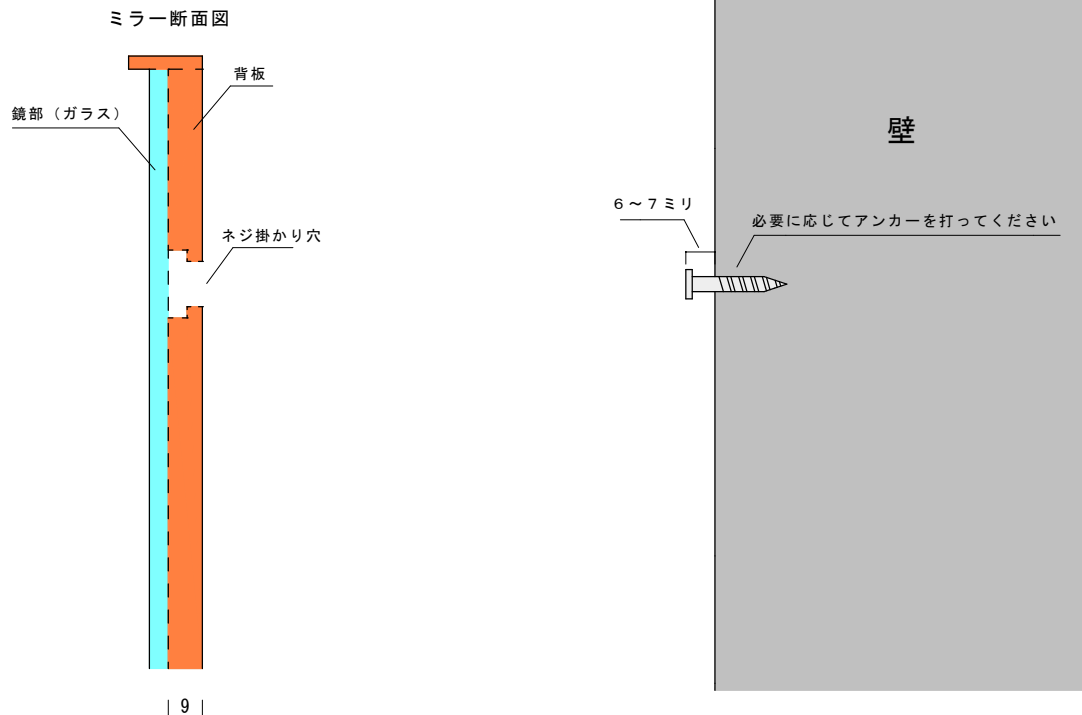 ミラー断面図
背板
鏡部（ガラス）
ネジ掛かり穴
9
壁
6～7ミリ
必要に応じてアンカーを打ってください